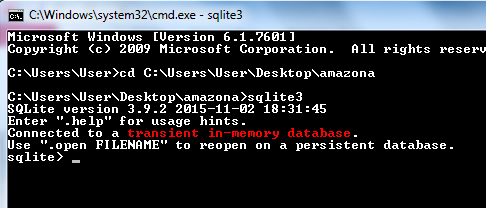 C:\Windows\system32\cmd.exe - sqlite3
Microsoft Windows [Version 6.1.7601]
Copyright (c) 2009 Microsoft Corporation.  All rights reserv
C:\Users\User>cd C:\Users\User\Desktop\amazona
C:\Users\User\Desktop\amazona>sqlite3
SQLite version 3.9.2 2015-11-02 18:31:45
Enter ".help" for usage hints.
Connected to a transient in-memory database.
Use ".open FILENAME" to reopen on a persistent database.
sqlite> _